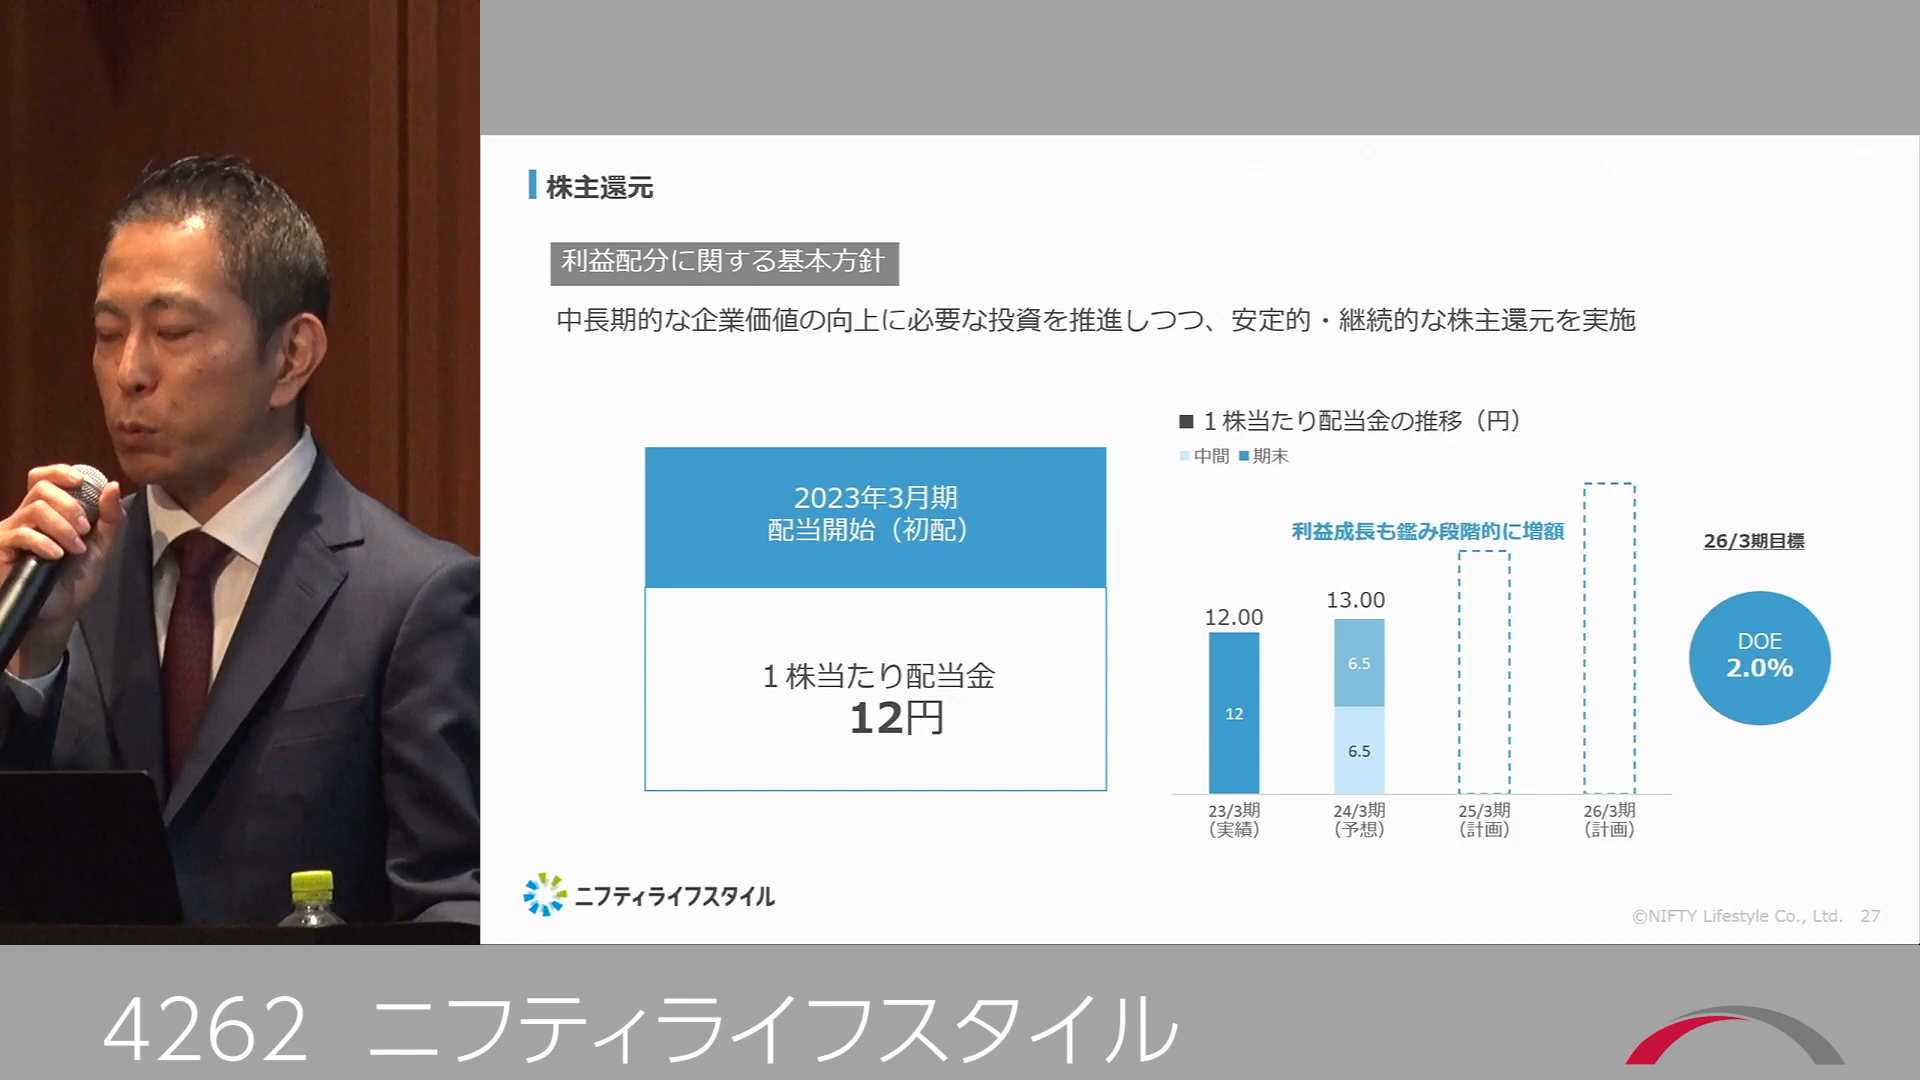 株主還元
利益配分に関する基本方針
中長期的な企業価値の向上に必要な投資を推進しつつ、安定的・継続的な株主還元を実施
2023年3月期
配当開始（初配）
１株当たり配当金
12円
■１株当たり配当金の推移（円）
中間 期末
利益成長も鑑み段階的に増額
12.00
12
13.00
6.5
6.5
23/3期
（実績）
24/3期
（予想）
25/3期
（計画）
26/3期
（計画）
26/3期目標
DOE
2.0%
ニフティライフスタイル
©NIFTY Lifestyle Co., Ltd. 27
4262 ニフティライフスタイル